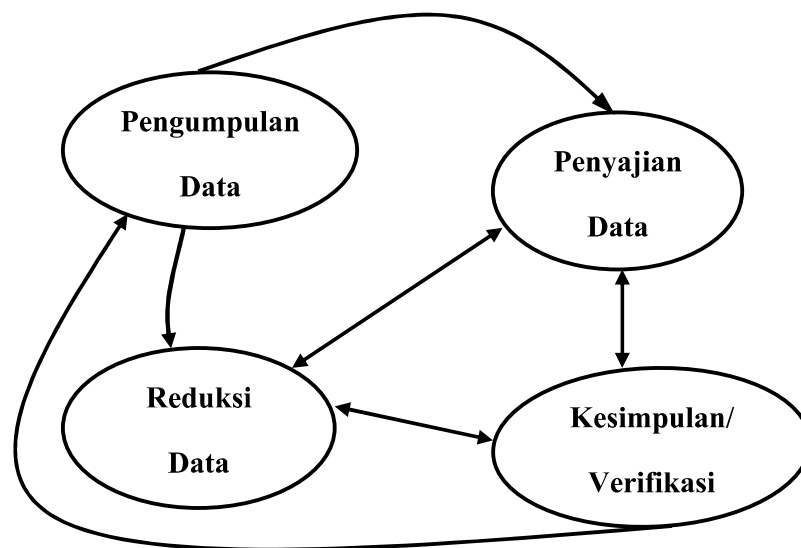 Pengumpulan
Data
Penyajian
Data
Reduksi
Data
Kesimpulan/
Verifikasi